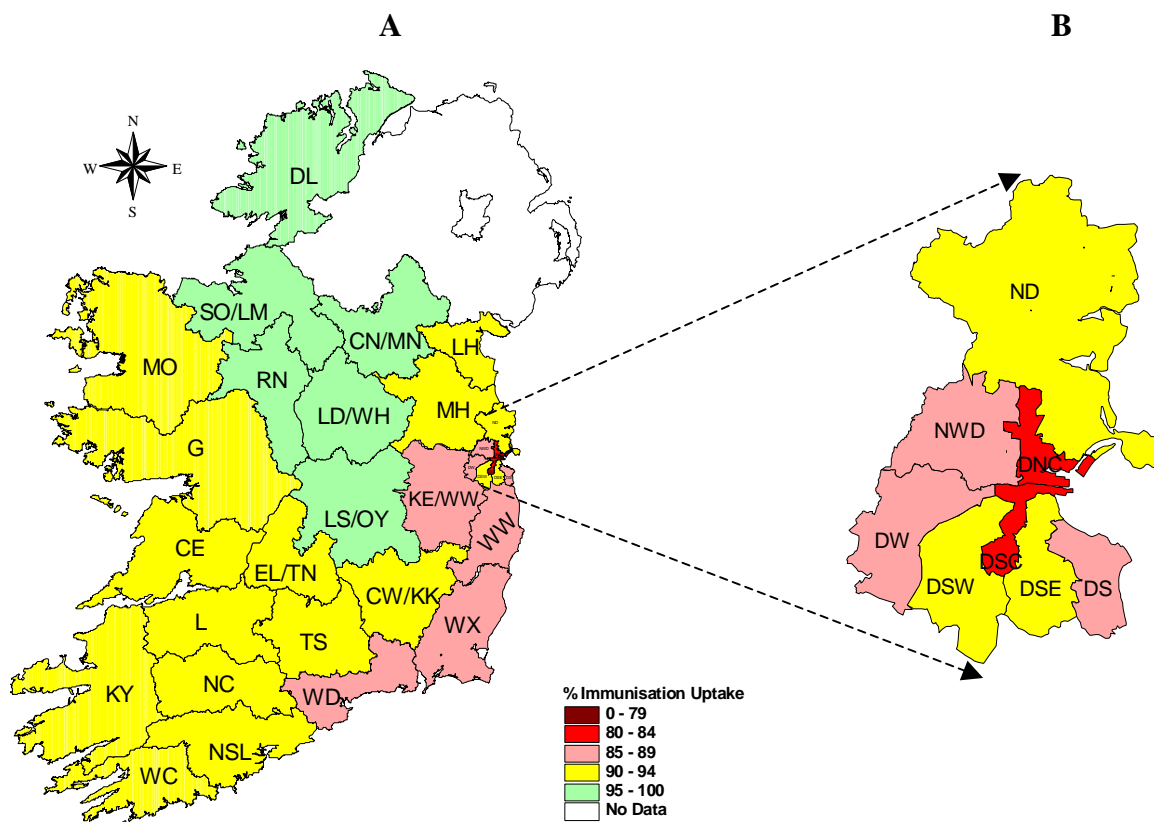 A
B
N
W
E
S
DL
SO/LM
CN/MN
LH
MO
RN
LD/WH
MH
ND
NWD
G
KE/WW
LS/OY
WW
CE
EL/TN
CW/KK
L
TS
WX
KY
NC
WD
NSL
WC
ND
NWD
DNC
DW
DSC
DSW
DSE
DS
% Immunisation Uptake
0 - 79
80 - 84
85 - 89
90 - 94
95 - 100
No Data